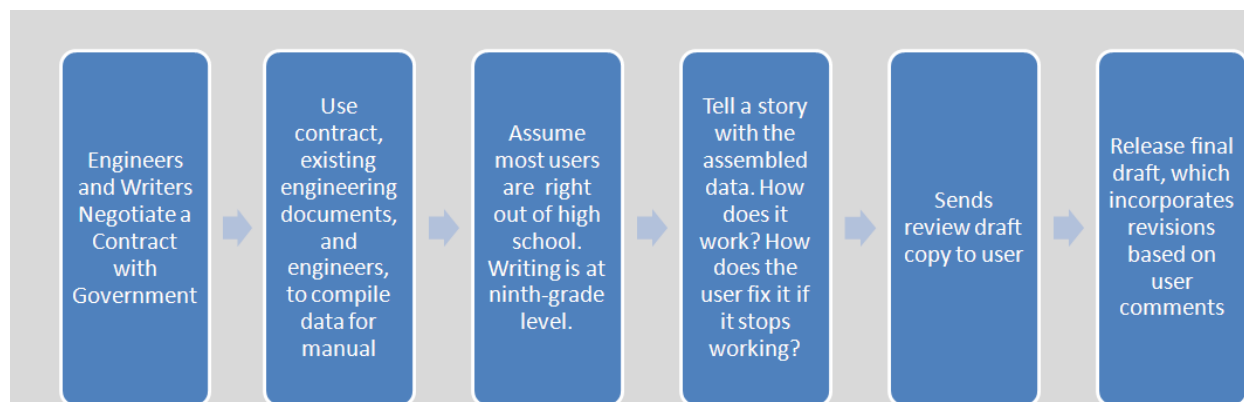 Engineers
and Writers
Negotiate a
Contract
with
Government
Use
contract,
existing
engineering
documents,
and
engineers,
to compile
data for
manual
Assume
most users
are right
out of high
school.
Writing is at
ninth-grade
level.
Tell a story
with the
assembled
data. How
does it
work? How
does the
user fix it if
it stops
working?
Sends
review draft
copy to user
Release final
draft, which
incorporates
revisions
based on
user
comments